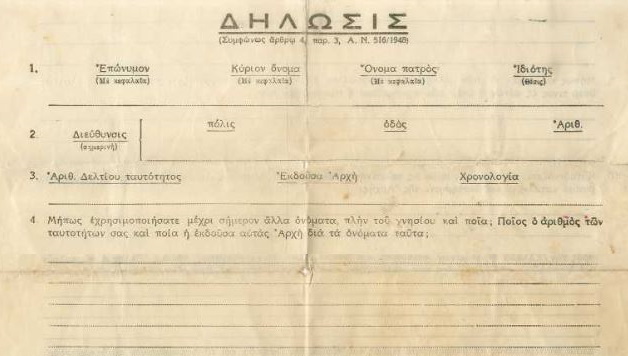 ΔΗΛΩΣΙΣ
(Συμφώνως ἄρθρῳ 4, παρ. 3, Α. Ν. 516/1948)
1. Ἐπώνυμον Κύριον ὄνομα Ὄνομα πατρὸς Ἰδιότης
(Μὲ κεφαλαῖα) (Μὲ κεφαλαῖα) (Μὲ κεφαλαῖα) (Θέσις)
2. Διεύθυνσις πόλις ὁδὸς Ἀριθ.
(σημερινὴ)
3. Ἀριθ. Δελτίου ταυτότητος Ἐκδοῦσα Ἀρχὴ Χρονολογία
4 Μήπως ἐχρησιμοποιήσατε μέχρι σήμερον ἄλλα ὀνόματα, πλὴν τοῦ γνησίου καὶ ποῖα; Ποῖος ὁ ἀριθμὸς τῶν
ταυτοτήτων σας καὶ ποία ἡ ἐκδοῦσα αὐτὰς Ἀρχὴ διὰ τὰ ὀνόματα ταῦτα;